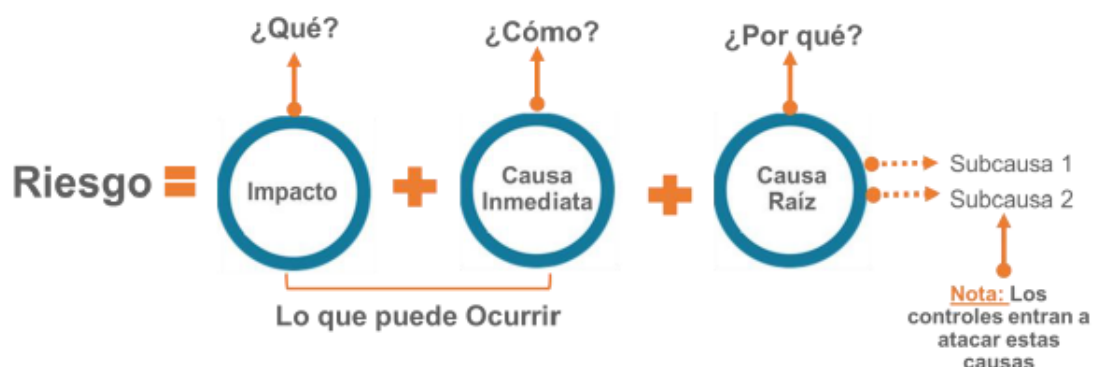 ¿Qué?
¿Cómo?
¿Por qué?
Riesgo =
Impacto
+
Causa
Inmediata
+
Causa
Raíz
Subcausa 1
Subcausa 2
Lo que puede Ocurrir
Nota: Los
controles entran a
atacar estas
causas